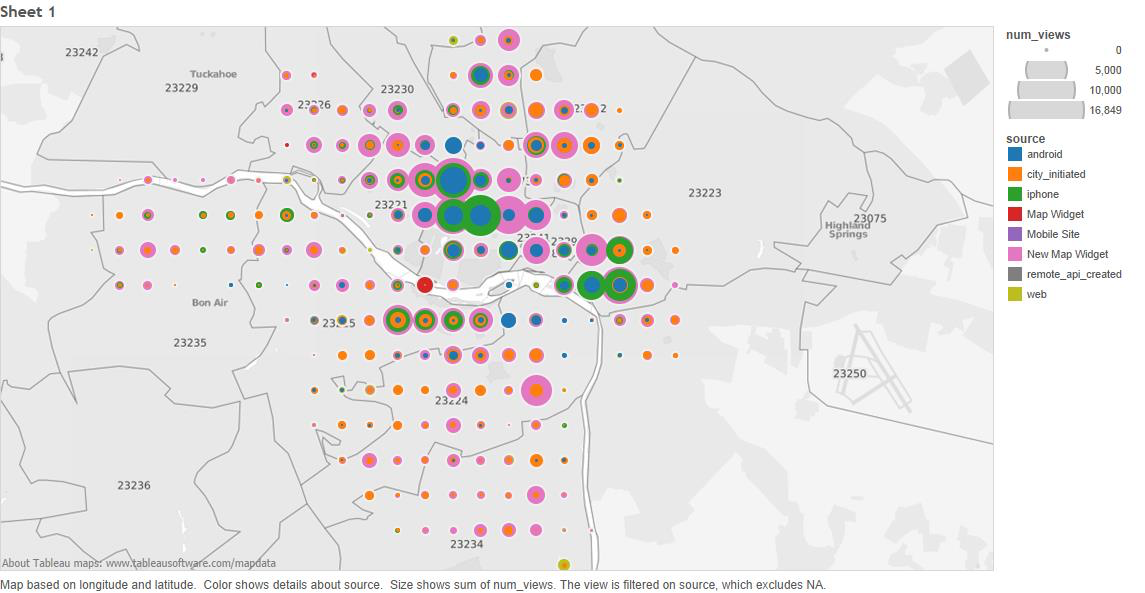 Sheet 1
23242
Tuckahoe
23229
23230
23226
23223
23221
23075
Highland
Springs
Bon Air
23235
23250
23224
23236
23234
About Tableau maps: www.tableausoftware.com/mapdata
Map based on longitude and latitude.  Color shows details about source.  Size shows sum of num_views. The view is filtered on source, which excludes NA.
num_views
0
5,000
10,000
16,849
source
android
city_initiated
iphone
Map Widget
Mobile Site
New Map Widget
remote_api_created
web